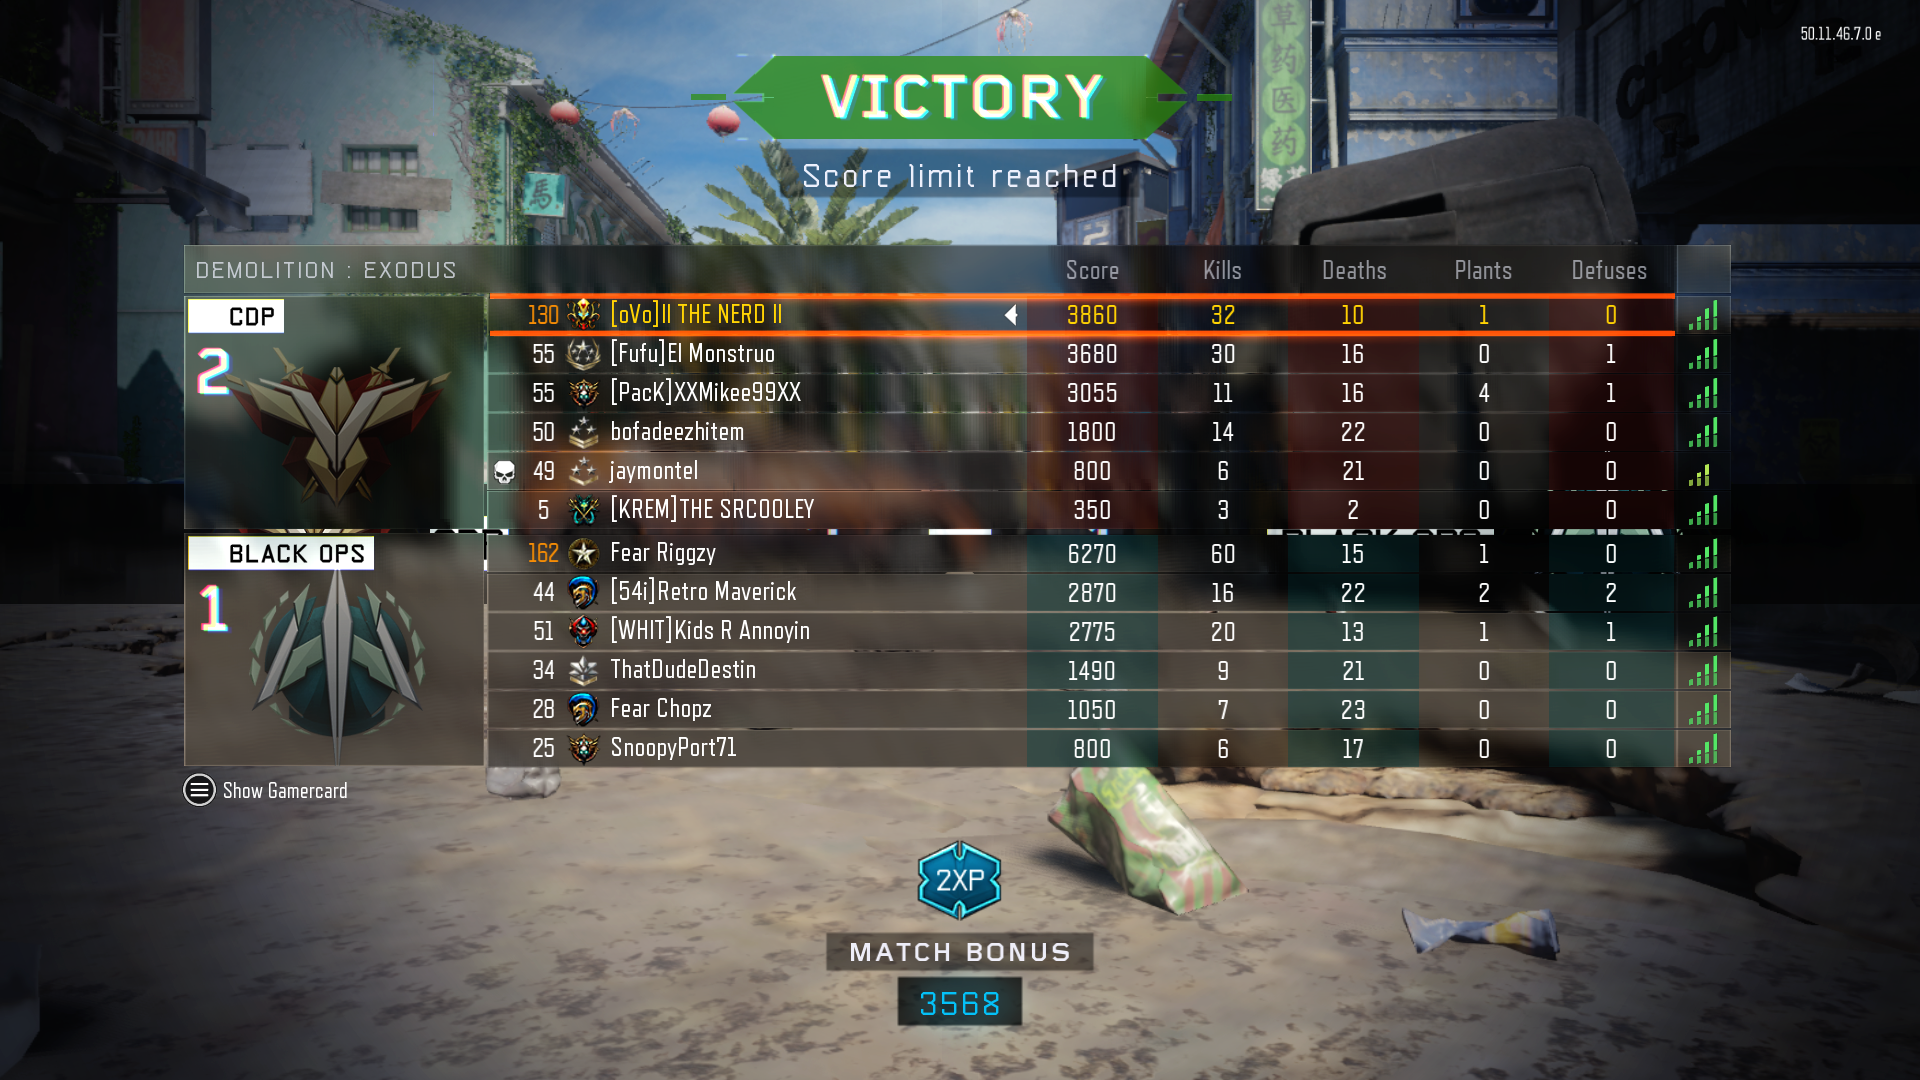 50.11.46.7.0 e
VICTORY
Score limit reached
草
药
医
药
馬
DEMOLITION : EXODUS Score Kills Deaths Plants Defuses
CDP
2
130 [oVo]II THE NERD II 3860 32 10 1 0
55 [Fufu]El Monstruo 3680 30 16 0 1
55 [PacK]XXMikee99XX 3055 11 16 4 1
50 bofadeezhitem 1800 14 22 0 0
49 jaymontel 800 6 21 0 0
5 [KREM]THE SRCOOLEY 350 3 2 0 0
BLACK OPS
1
162 Fear Riggzy 6270 60 15 1 0
44 [54i]Retro Maverick 2870 16 22 2 2
51 [WHIT]Kids R Annoyin 2775 20 13 1 1
34 ThatDudeDestin 1490 9 21 0 0
28 Fear Chopz 1050 7 23 0 0
25 SnoopyPort71 800 6 17 0 0
Show Gamercard
2XP
MATCH BONUS
3568